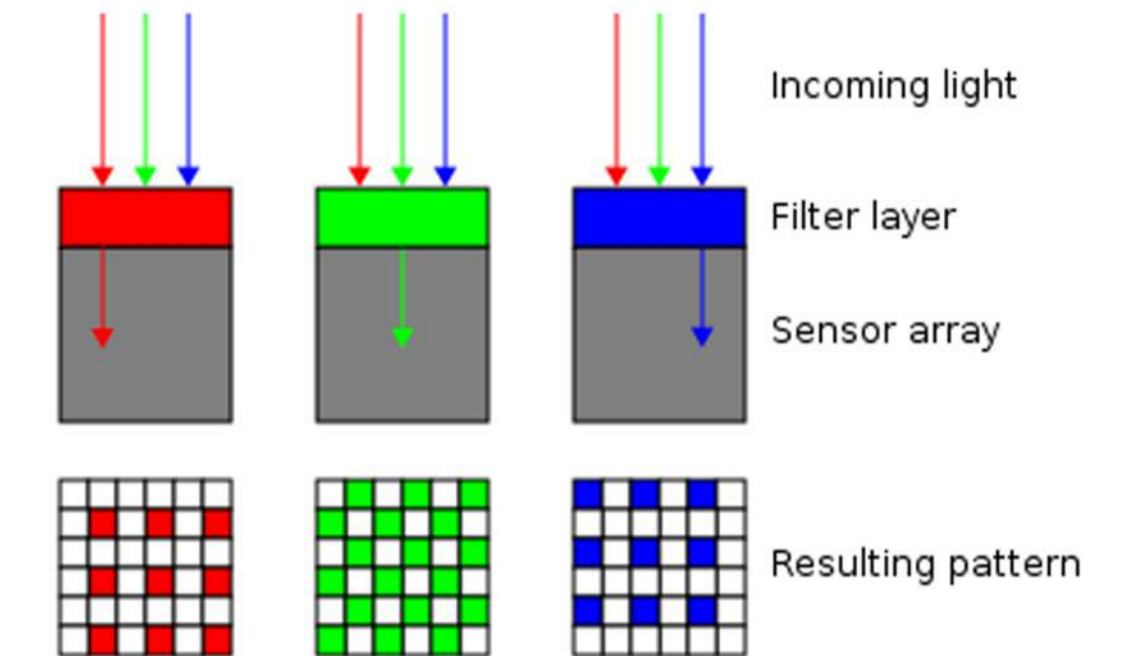 Incoming light
Filter layer
Sensor array
Resulting pattern